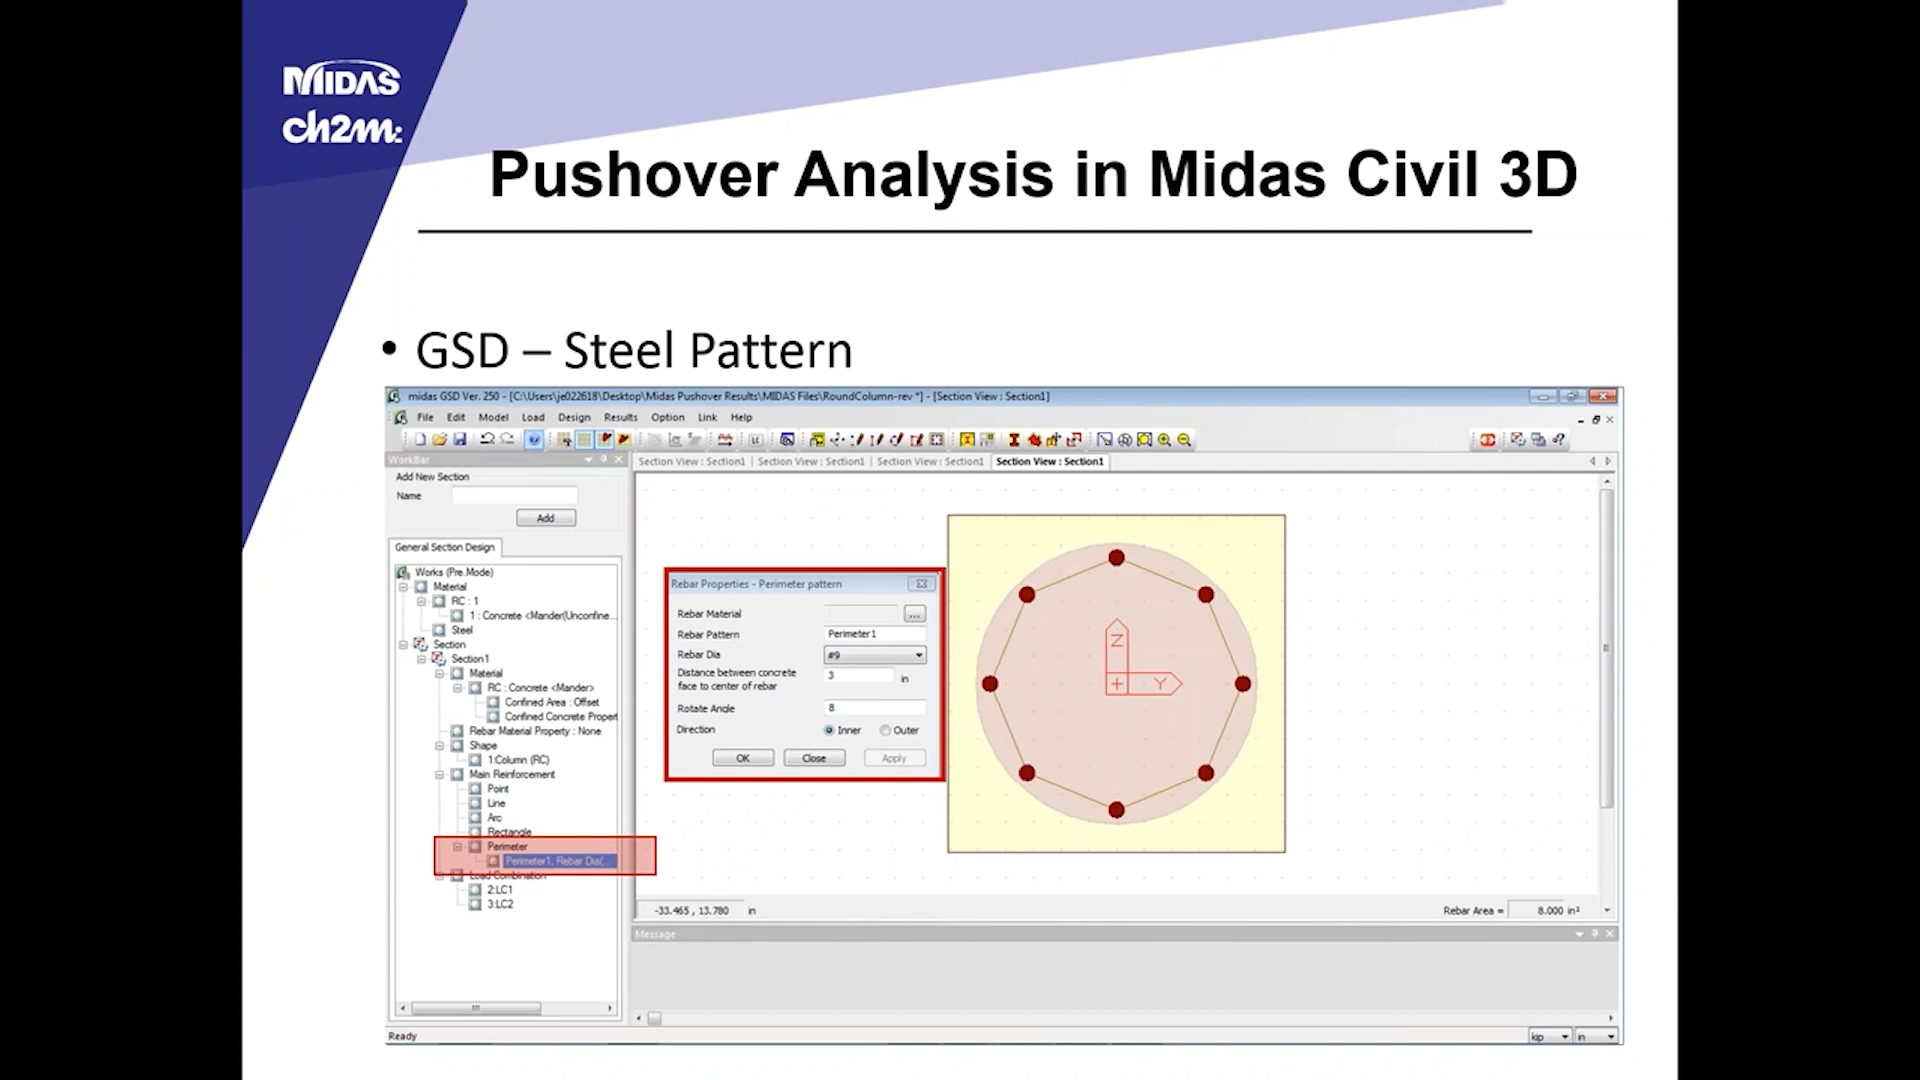 MIDAS
ch2m:
Pushover Analysis in Midas Civil 3D
• GSD – Steel Pattern
midas GSD Ver. 250 - [C:\Users\je022618\Desktop\Midas Pushover Results\MIDAS Files\RoundColumn-rev *] - [Section View : Section1]
File Edit Model Load Design Results Option Link Help
WorkBar
Section View : Section1 | Section View : Section1 | Section View : Section1 | Section View : Section1
Add New Section
Name
Add
General Section Design
Works (Pre.Mode)
Material
RC : 1
1 : Concrete <Mander(Unconfine...
Steel
Section
Section1
Material
RC : Concrete <Mander>
Confined Area : Offset
Confined Concrete Propert
Rebar Material Property : None
Shape
1:Column (RC)
Main Reinforcement
Point
Line
Arc
Rectangle
Perimeter
Perimeter1. Rebar Dia(...
Load Combination
2:LC1
3:LC2
Rebar Properties - Perimeter pattern
Rebar Material ...
Rebar Pattern Perimeter1
Rebar Dia #9
Distance between concrete
face to center of rebar 3 in
Rotate Angle 8
Direction Inner Outer
OK Close Apply
Z
Y
-33.465 , 13.780 in
Rebar Area = 8.000 in²
Message
Ready
kip in